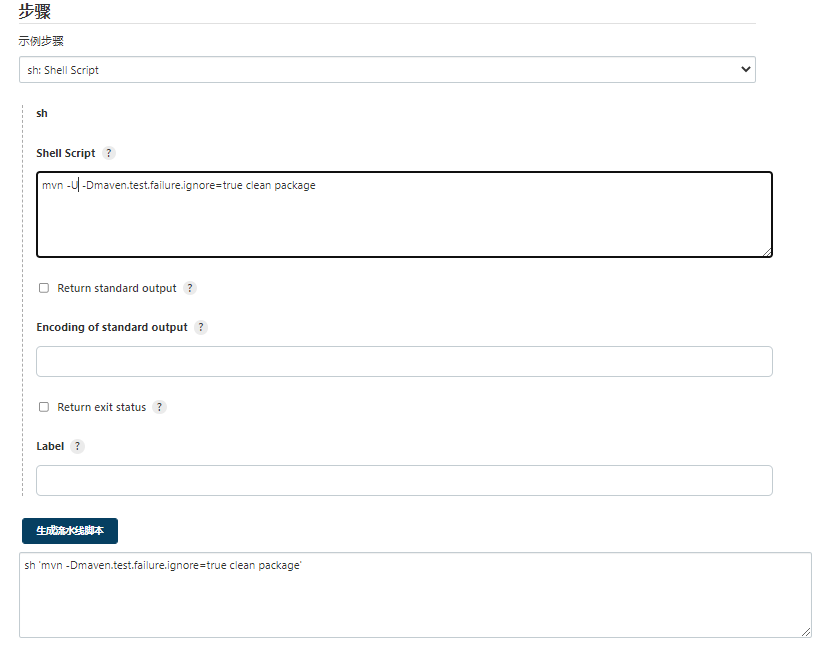 步骤
示例步骤
sh: Shell Script
sh
Shell Script ?
mvn -U -Dmaven.test.failure.ignore=true clean package
Return standard output ?
Encoding of standard output ?
Return exit status ?
Label ?
生成流水线脚本
sh 'mvn -Dmaven.test.failure.ignore=true clean package'